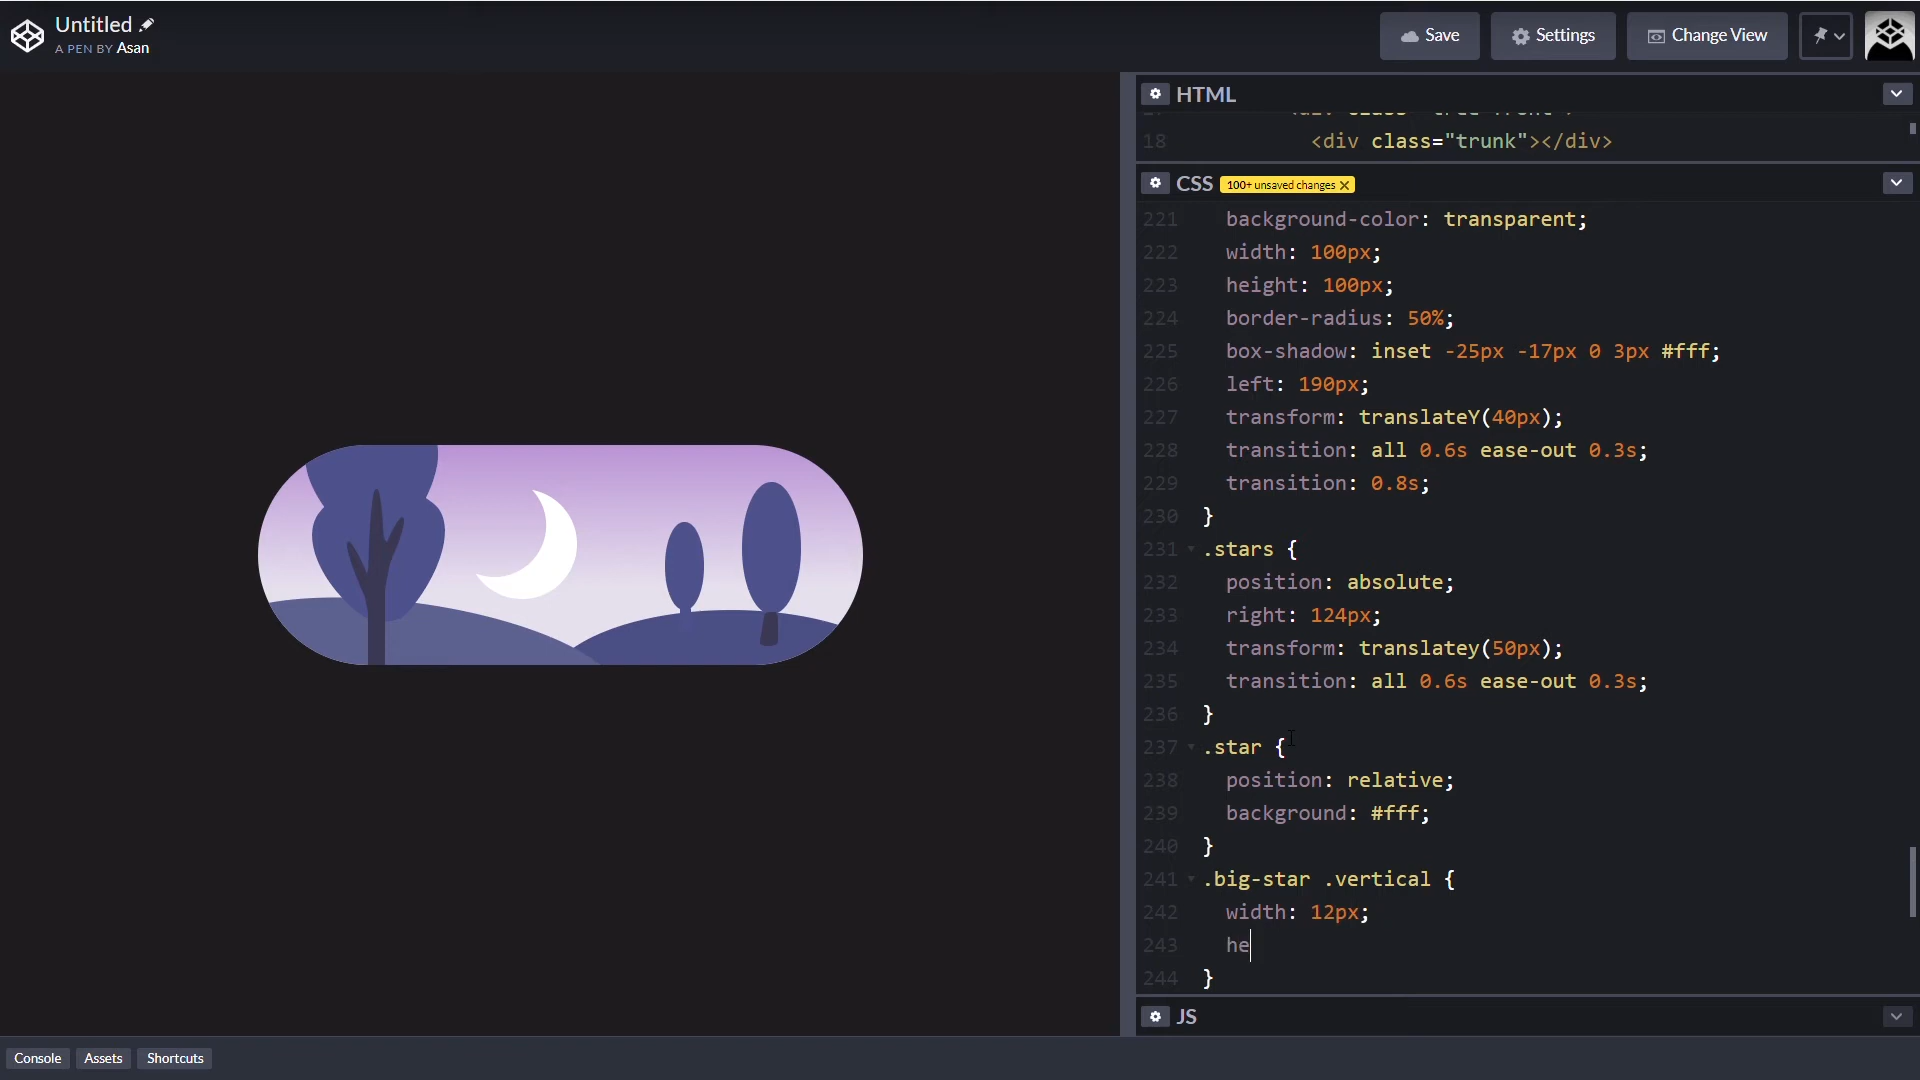 Untitled
A PEN BY Asan
Save
Settings
Change View
HTML
18 <div class="trunk"></div>
CSS 100+ unsaved changes
221 background-color: transparent;
222 width: 100px;
223 height: 100px;
224 border-radius: 50%;
225 box-shadow: inset -25px -17px 0 3px #fff;
226 left: 190px;
227 transform: translateY(40px);
228 transition: all 0.6s ease-out 0.3s;
229 transition: 0.8s;
230 }
231 .stars {
232 position: absolute;
233 right: 124px;
234 transform: translatey(50px);
235 transition: all 0.6s ease-out 0.3s;
236 }
237 .star {
238 position: relative;
239 background: #fff;
240 }
241 .big-star .vertical {
242 width: 12px;
243 he
244 }
JS
Console
Assets
Shortcuts